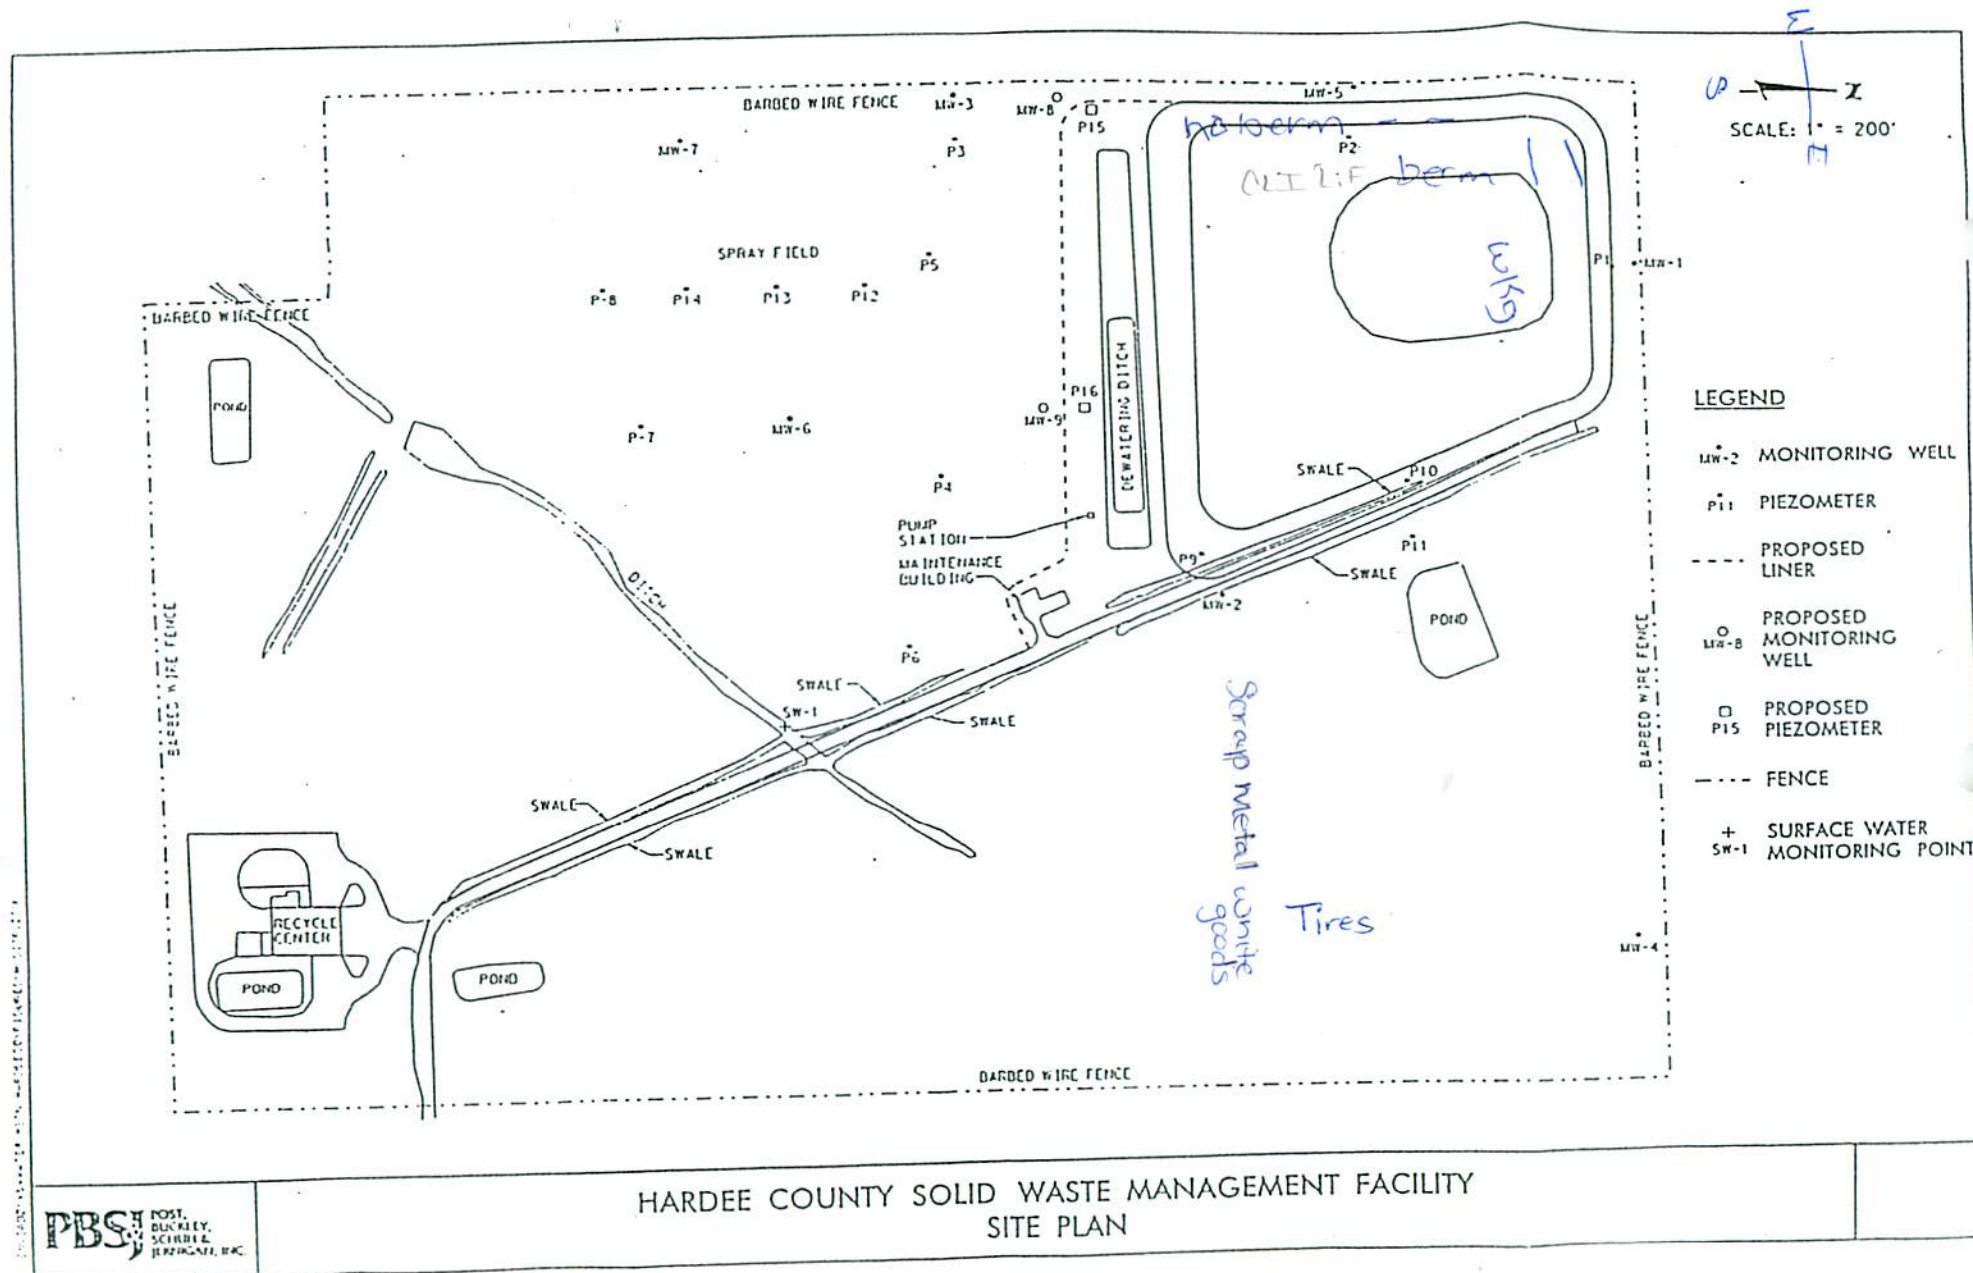 BARBED WIRE FENCE
MW-3
MW-8
P15
MW-5
MW-7
P3
no berm
P2
berm
S
N
E
SCALE: 1" = 200'
SPRAY FIELD
P5
P-8
P14
P13
P12
wkg
P1
MW-1
BARBED WIRE FENCE
POND
DEWATERING DITCH
P16
MW-9
P-7
MW-6
P4
SWALE
P10
PUMP
STATION
MAINTENANCE
BUILDING
P9
P11
SWALE
MW-2
POND
DITCH
BARBED WIRE FENCE
P6
SWALE
SW-1
SWALE
SWALE
SWALE
Scrap metal white
goods
Tires
BARBED WIRE FENCE
MW-4
RECYCLE
CENTER
POND
POND
BARBED WIRE FENCE
LEGEND
MW-2 MONITORING WELL
P11 PIEZOMETER
PROPOSED
LINER
MW-8 PROPOSED
MONITORING
WELL
P15 PROPOSED
PIEZOMETER
FENCE
+ SURFACE WATER
SW-1 MONITORING POINT
PBSJ
POST,
BUCKLEY,
SCHUH &
JERNIGAN, INC.
HARDEE COUNTY SOLID WASTE MANAGEMENT FACILITY
SITE PLAN